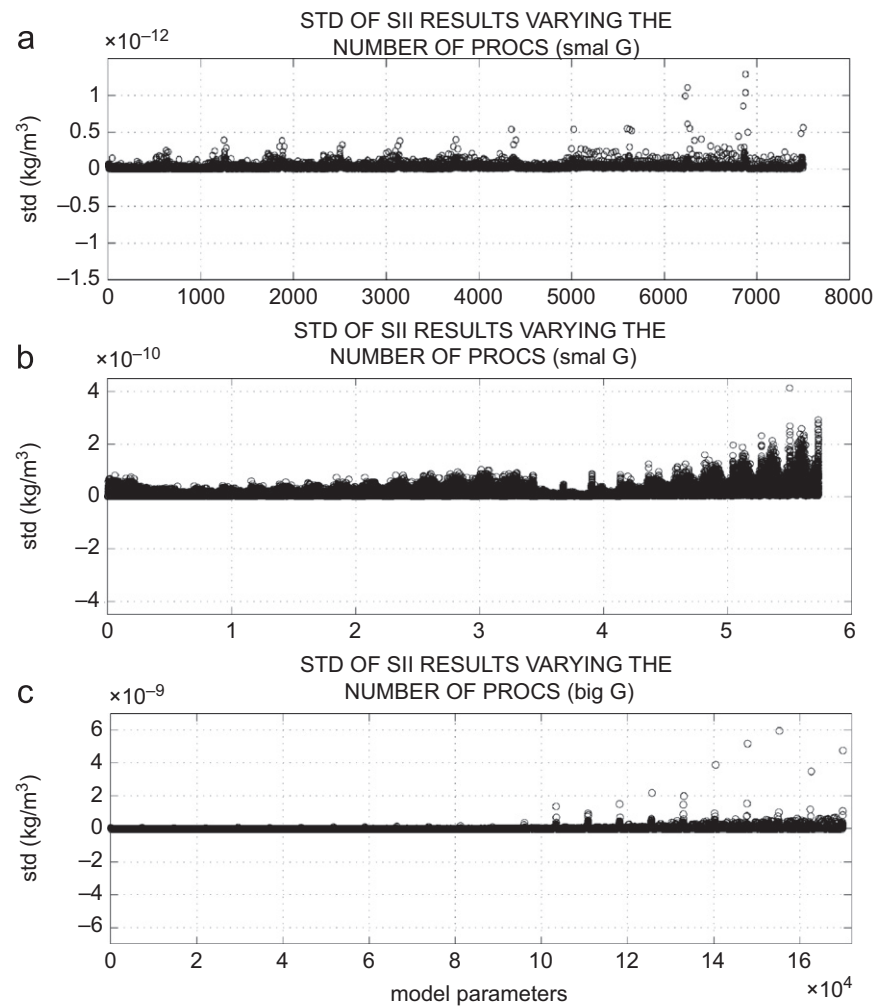 a
STD OF SII RESULTS VARYING THE
NUMBER OF PROCS (smal G)
×10⁻¹²
1
0.5
0
−0.5
−1
−1.5
std (kg/m³)
0 1000 2000 3000 4000 5000 6000 7000 8000
b
STD OF SII RESULTS VARYING THE
NUMBER OF PROCS (smal G)
×10⁻¹⁰
4
2
0
−2
−4
std (kg/m³)
0 1 2 3 4 5 6
c
STD OF SII RESULTS VARYING THE
NUMBER OF PROCS (big G)
×10⁻⁹
6
4
2
0
−2
−4
−6
std (kg/m³)
0 2 4 6 8 10 12 14 16
×10⁴
model parameters